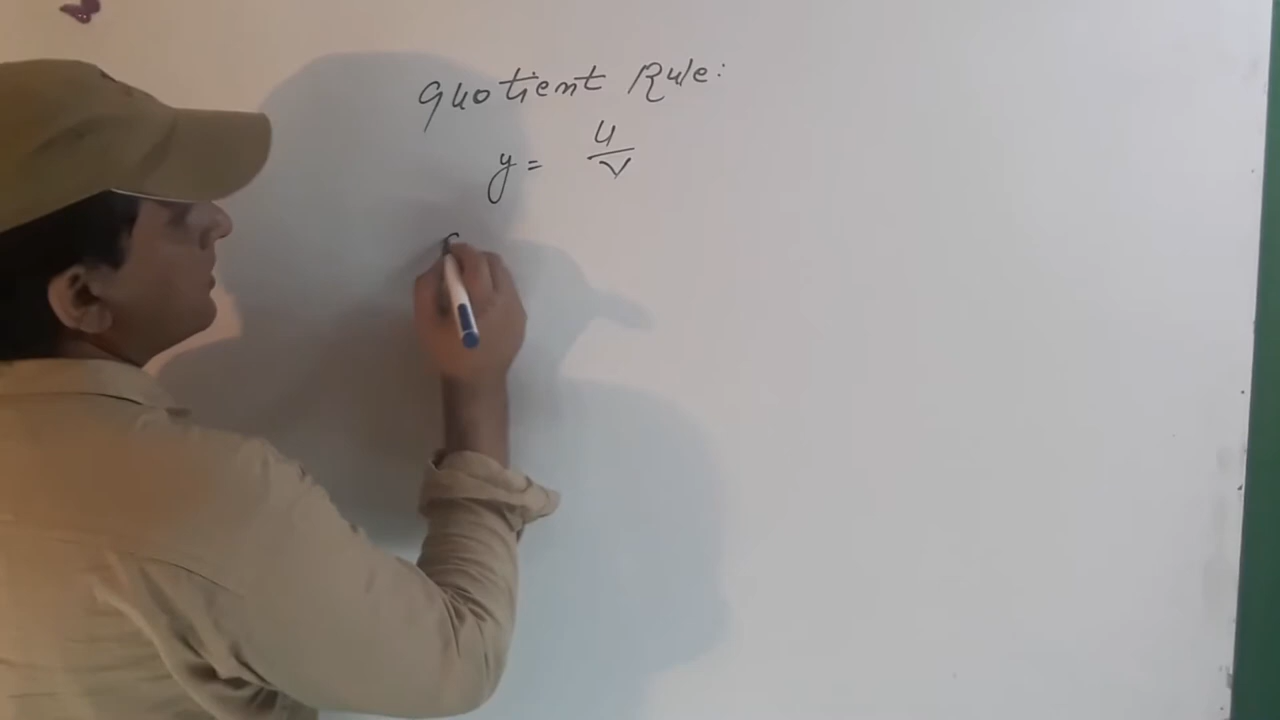 Quotient Rule:
y = u/v